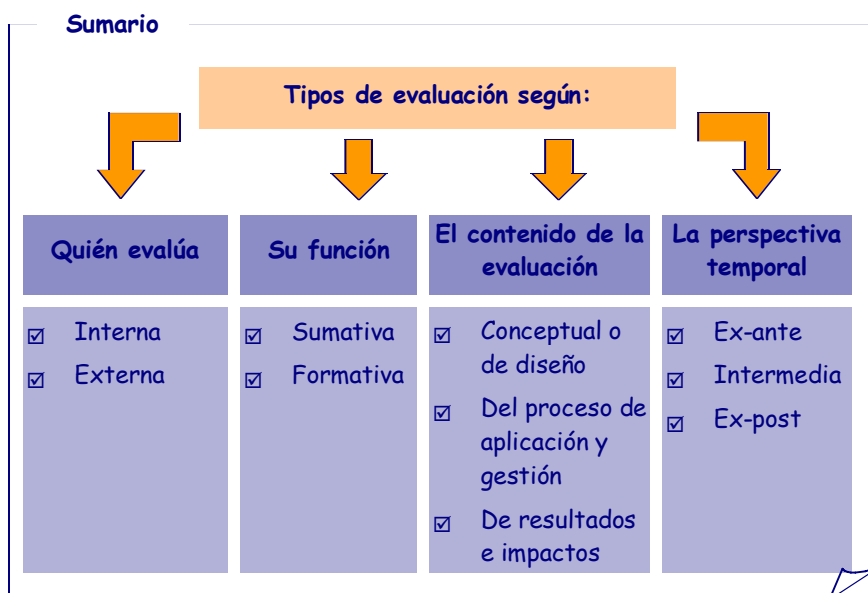 Sumario
Tipos de evaluación según:
Quién evalúa
Interna
Externa
Su función
Sumativa
Formativa
El contenido de la
evaluación
Conceptual o
de diseño
Del proceso de
aplicación y
gestión
De resultados
e impactos
La perspectiva
temporal
Ex-ante
Intermedia
Ex-post